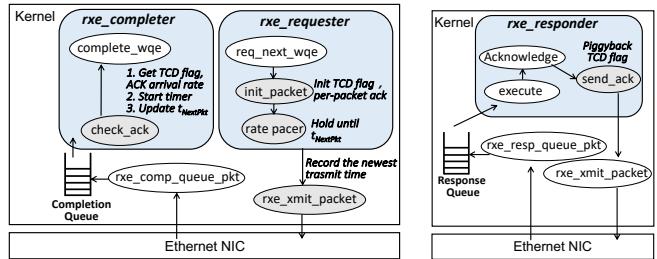 Kernel
rxe_completer
complete_wqe
1. Get TCD flag,
ACK arrival rate
2. Start timer
3. Update tNextPkt
check_ack
Completion
Queue
rxe_comp_queue_pkt
rxe_requester
req_next_wqe
init_packet
Init TCD flag ,
per-packet ack
rate pacer
Hold until
tNextPkt
Record the newest
trasmit time
rxe_xmit_packet
Ethernet NIC
Kernel
rxe_responder
Acknowledge
Piggyback
TCD flag
send_ack
execute
rxe_resp_queue_pkt
Response
Queue
rxe_xmit_packet
Ethernet NIC